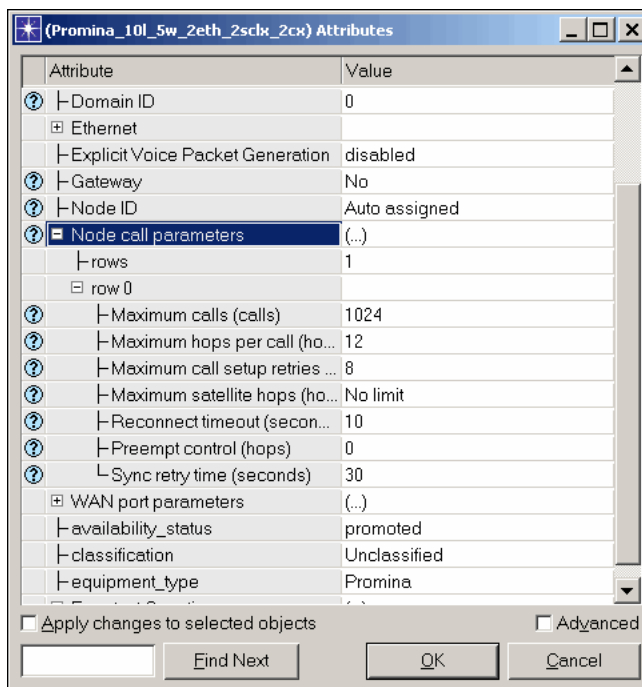 (Promina_10l_5w_2eth_2sclx_2cx) Attributes
Attribute Value
Domain ID 0
Ethernet
Explicit Voice Packet Generation disabled
Gateway No
Node ID Auto assigned
Node call parameters (...)
rows 1
row 0
Maximum calls (calls) 1024
Maximum hops per call (ho... 12
Maximum call setup retries ... 8
Maximum satellite hops (ho... No limit
Reconnect timeout (secon... 10
Preempt control (hops) 0
Sync retry time (seconds) 30
WAN port parameters (...)
availability_status promoted
classification Unclassified
equipment_type Promina
Apply changes to selected objects Advanced
Find Next OK Cancel